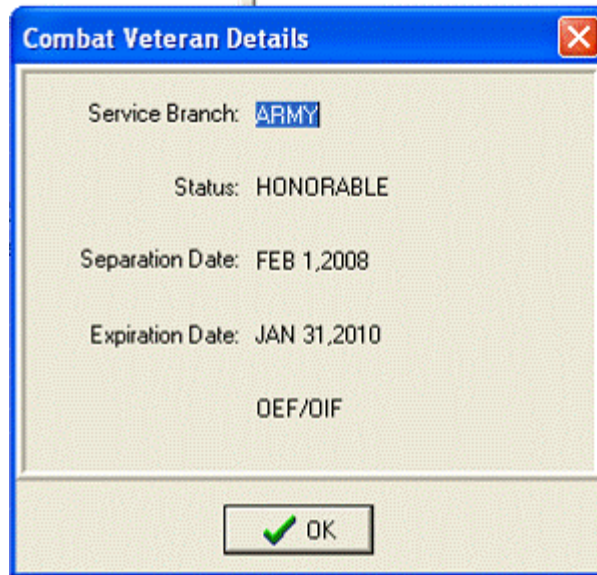 Combat Veteran Details
Service Branch: ARMY
Status: HONORABLE
Separation Date: FEB 1,2008
Expiration Date: JAN 31,2010
OEF/OIF
OK